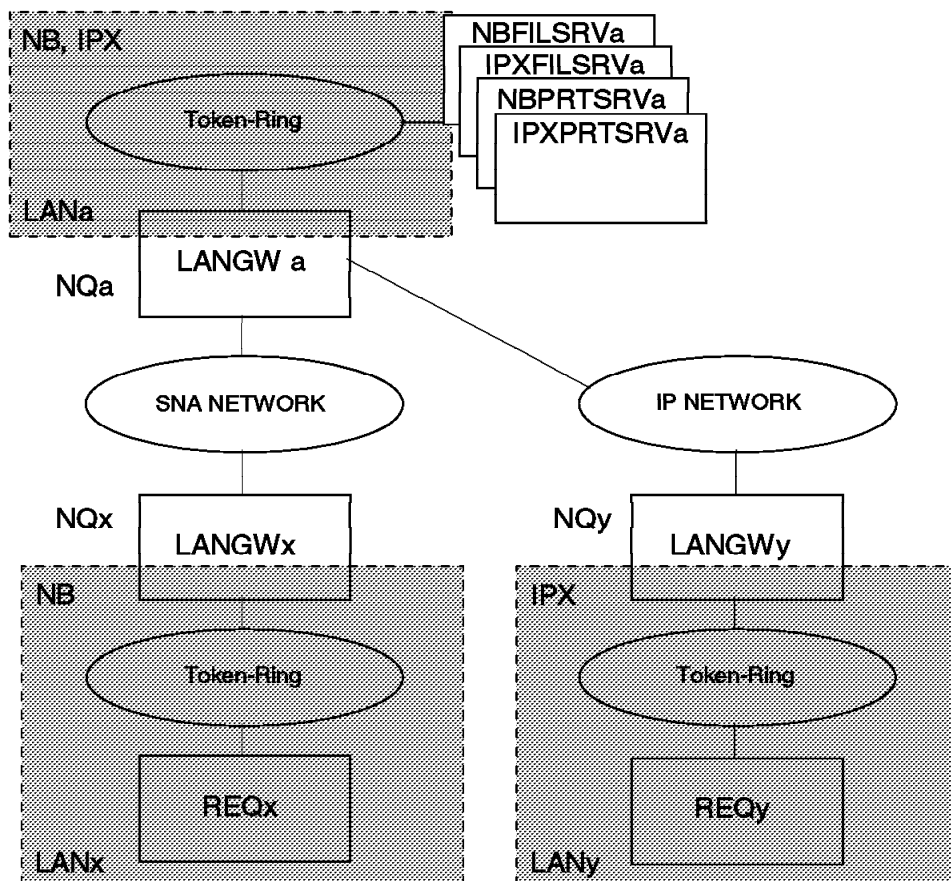 NB, IPX
NBFILSRVa
IPXFILSRVa
NBPRTSRVa
IPXPRTSRVa
Token-Ring
LANa
LANGW a
NQa
SNA NETWORK
IP NETWORK
NQx
LANGWx
NQy
LANGWy
NB
IPX
Token-Ring
Token-Ring
REQx
REQy
LANx
LANy